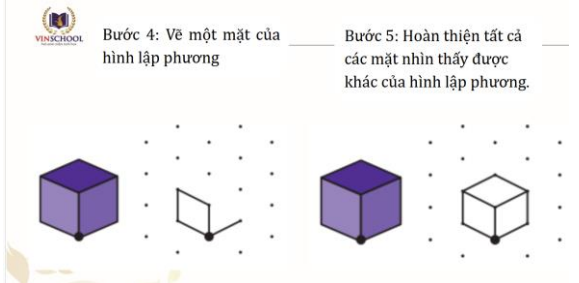 VINSCHOOL
Bước 4: Vẽ một mặt của
hình lập phương
Bước 5: Hoàn thiện tất cả
các mặt nhìn thấy được
khác của hình lập phương.